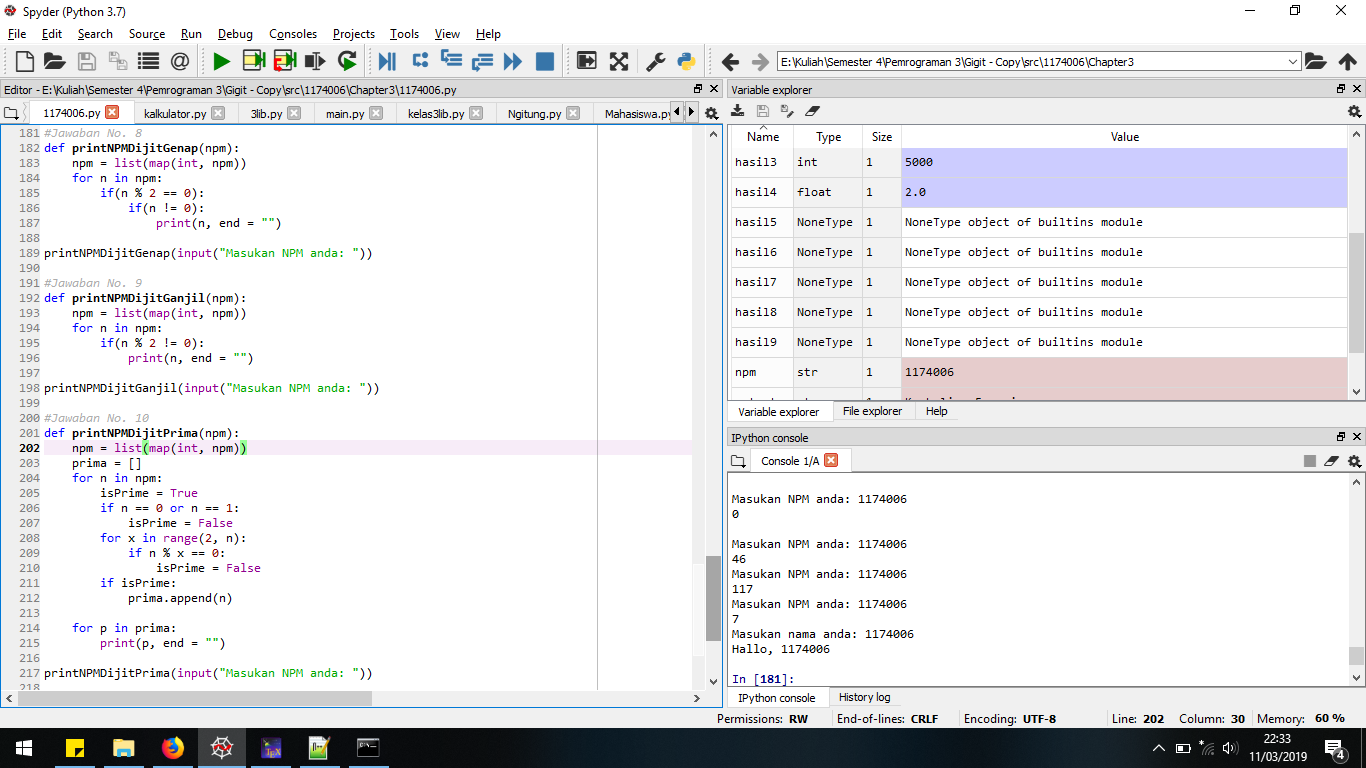 Spyder (Python 3.7)
File Edit Search Source Run Debug Consoles Projects Tools View Help
E:\Kuliah\Semester 4\Pemrograman 3\Gigit - Copy\src\1174006\Chapter3
Editor - E:\Kuliah\Semester 4\Pemrograman 3\Gigit - Copy\src\1174006\Chapter3\1174006.py
1174006.py kalkulator.py 3lib.py main.py kelas3lib.py Ngitung.py Mahasiswa.py
181 #Jawaban No. 8
182 def printNPMDijitGenap(npm):
183     npm = list(map(int, npm))
184     for n in npm:
185         if(n % 2 == 0):
186             if(n != 0):
187                 print(n, end = "")
188
189 printNPMDijitGenap(input("Masukan NPM anda: "))
190
191 #Jawaban No. 9
192 def printNPMDijitGanjil(npm):
193     npm = list(map(int, npm))
194     for n in npm:
195         if(n % 2 != 0):
196             print(n, end = "")
197
198 printNPMDijitGanjil(input("Masukan NPM anda: "))
199
200 #Jawaban No. 10
201 def printNPMDijitPrima(npm):
202     npm = list(map(int, npm))
203     prima = []
204     for n in npm:
205         isPrime = True
206         if n == 0 or n == 1:
207             isPrime = False
208         for x in range(2, n):
209             if n % x == 0:
210                 isPrime = False
211         if isPrime:
212             prima.append(n)
213
214     for p in prima:
215         print(p, end = "")
216
217 printNPMDijitPrima(input("Masukan NPM anda: "))
218
Variable explorer
Name Type Size Value
hasil3 int 1 5000
hasil4 float 1 2.0
hasil5 NoneType 1 NoneType object of builtins module
hasil6 NoneType 1 NoneType object of builtins module
hasil7 NoneType 1 NoneType object of builtins module
hasil8 NoneType 1 NoneType object of builtins module
hasil9 NoneType 1 NoneType object of builtins module
npm str 1 1174006
Variable explorer File explorer Help
IPython console
Console 1/A
Masukan NPM anda: 1174006
0
Masukan NPM anda: 1174006
46
Masukan NPM anda: 1174006
117
Masukan NPM anda: 1174006
7
Masukan nama anda: 1174006
Hallo, 1174006
In [181]:
IPython console History log
Permissions: RW End-of-lines: CRLF Encoding: UTF-8 Line: 202 Column: 30 Memory: 60 %
22:33
11/03/2019
4